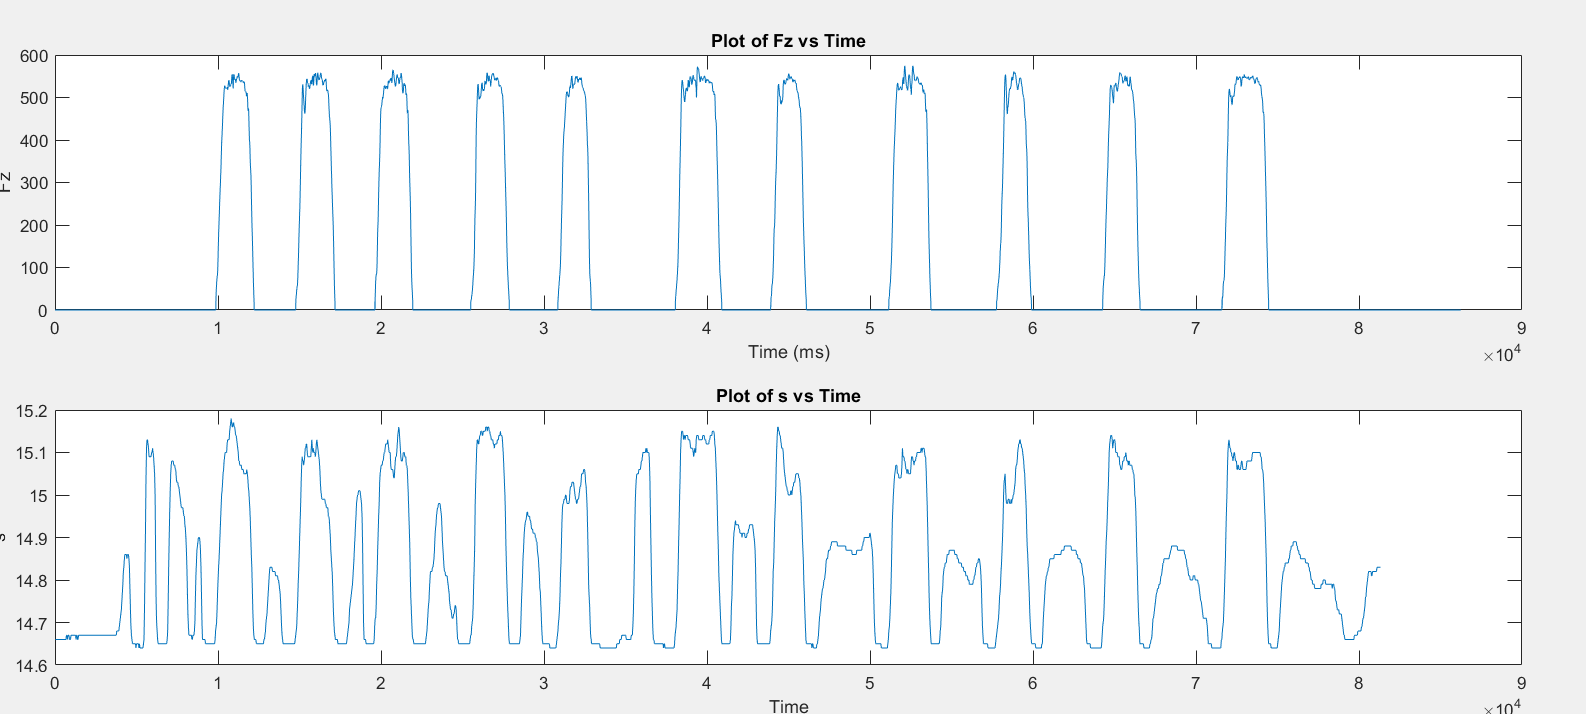 Plot of Fz vs Time
600
500
400
300
200
100
0
Fz
0 1 2 3 4 5 6 7 8 9
Time (ms)
×10⁴
Plot of s vs Time
15.2
15.1
15
14.9
14.8
14.7
14.6
s
0 1 2 3 4 5 6 7 8 9
Time
×10⁴